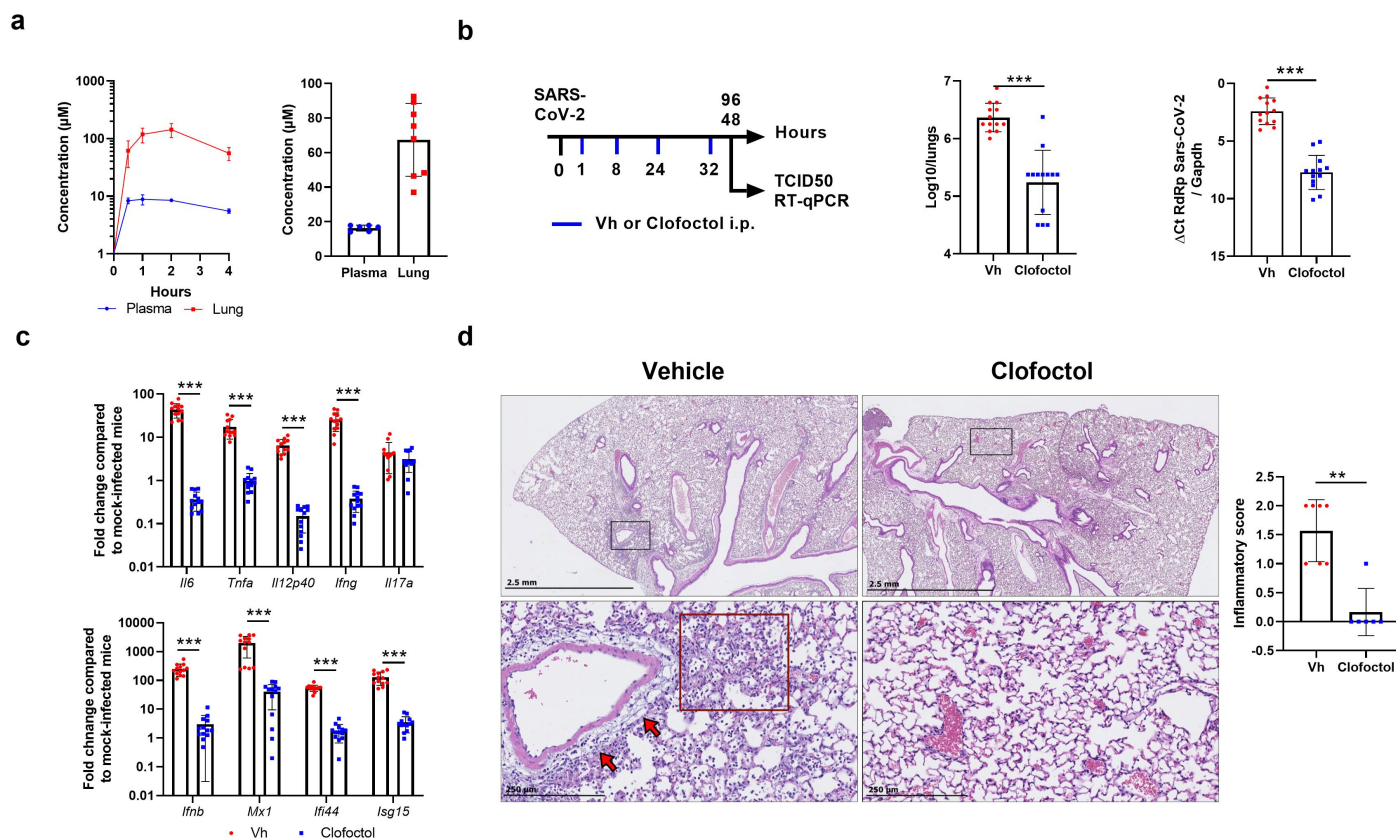 a
Concentration (µM)
1000
100
10
1
0 1 2 3 4
Hours
Plasma
Lung
Concentration (µM)
100
80
60
40
20
0
Plasma Lung
b
SARS-
CoV-2
96
48
Hours
0 1 8 24 32
TCID50
RT-qPCR
Vh or Clofoctol i.p.
***
Log10/lungs
7
6
5
4
Vh Clofoctol
***
ΔCt RdRp Sars-CoV-2
/ Gapdh
0
5
10
15
Vh Clofoctol
c
Fold change compared
to mock-infected mice
100
10
1
0.1
0.01
*** *** *** ***
Il6 Tnfa Il12p40 Ifng Il17a
Fold chnange compared
to mock-infected mice
10000
1000
100
10
1
0.1
0.01
*** *** *** ***
Ifnb Mx1 Ifi44 Isg15
Vh Clofoctol
d
Vehicle Clofoctol
2.5 mm
2.5 mm
250 µm
250 µm
**
Inflammatory score
2.5
2.0
1.5
1.0
0.5
0.0
-0.5
Vh Clofoctol